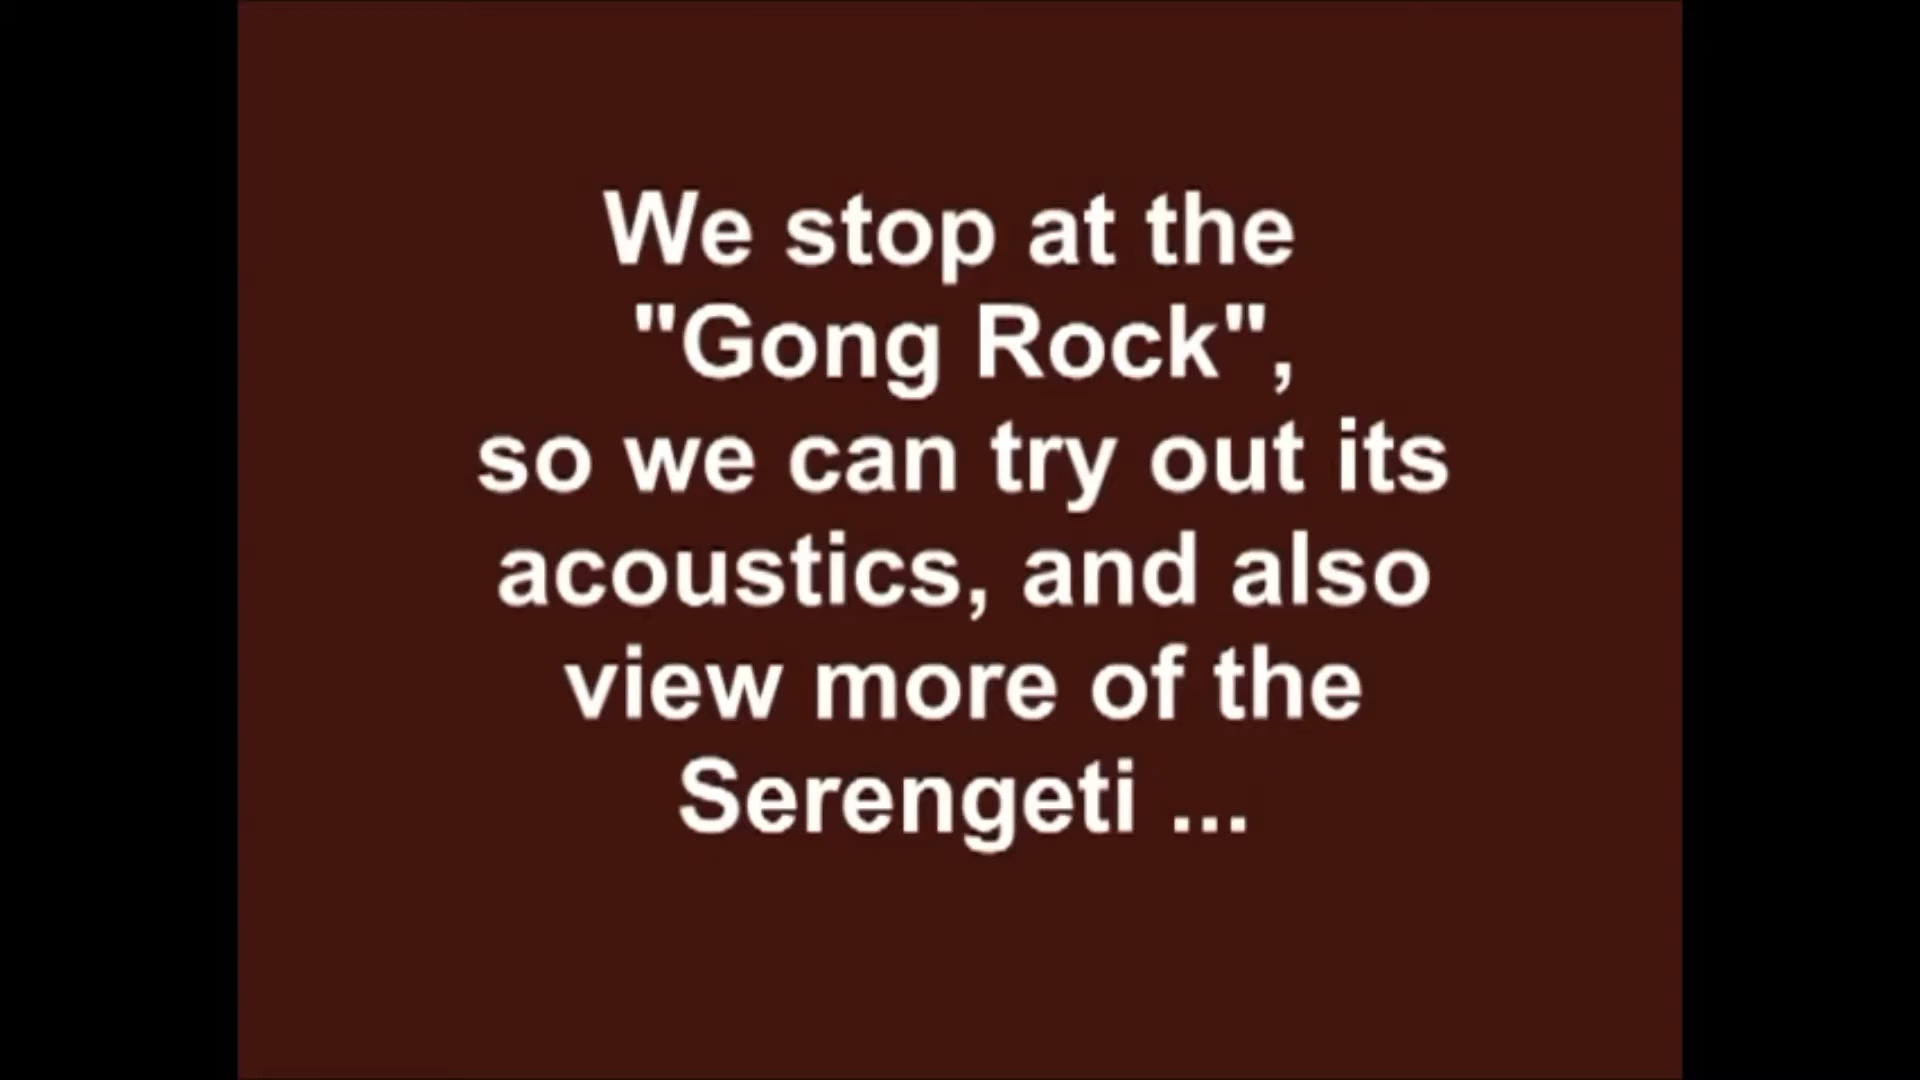 We stop at the
"Gong Rock",
so we can try out its
acoustics, and also
view more of the
Serengeti ...